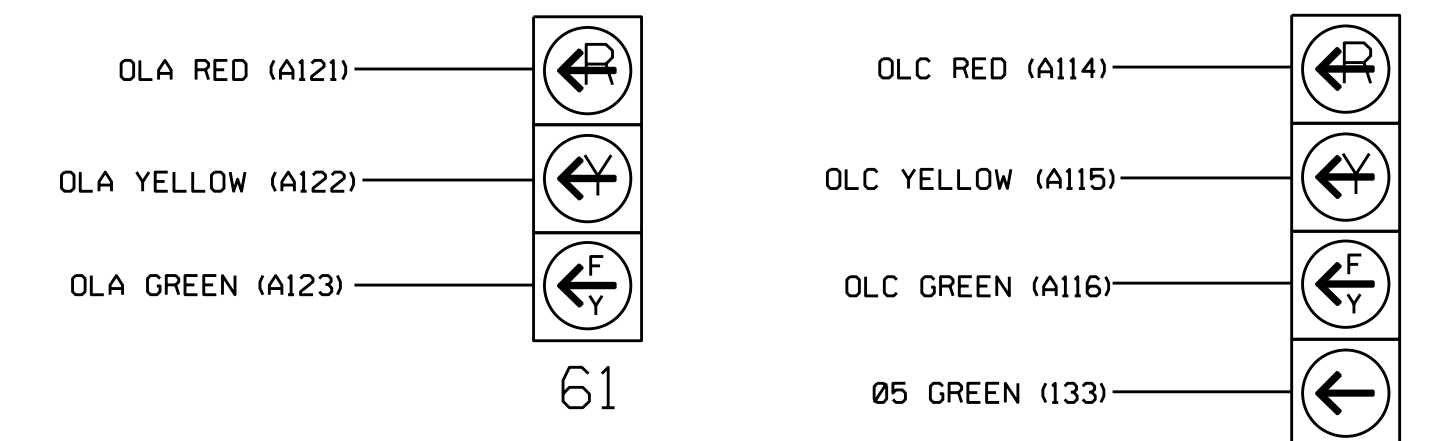 OLA RED (A121)
R
OLA YELLOW (A122)
Y
OLA GREEN (A123)
F
Y
61
OLC RED (A114)
R
OLC YELLOW (A115)
Y
OLC GREEN (A116)
F
Y
Ø5 GREEN (133)